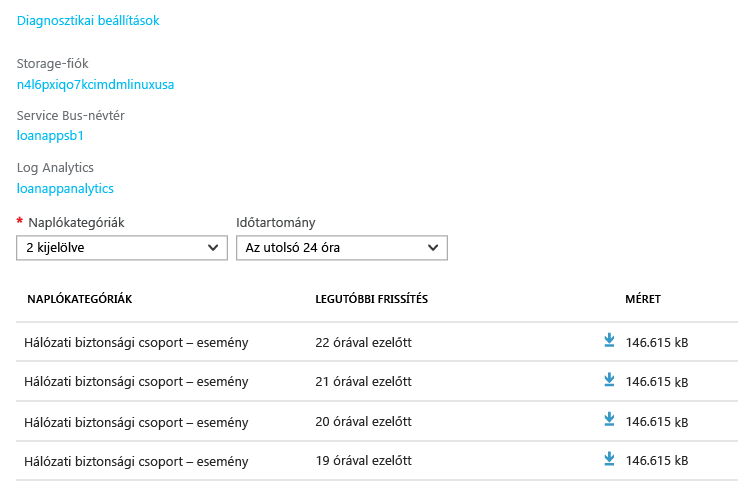 Diagnosztikai beállítások
Storage-fiók
n4l6pxiqo7kcimdmlinuxusa
Service Bus-névtér
loanappsb1
Log Analytics
loanappanalytics
* Naplókategóriák Időtartomány
2 kijelölve Az utolsó 24 óra
NAPLÓKATEGÓRIÁK LEGUTÓBBI FRISSÍTÉS MÉRET
Hálózati biztonsági csoport – esemény 22 órával ezelőtt 146.615 kB
Hálózati biztonsági csoport – esemény 21 órával ezelőtt 146.615 kB
Hálózati biztonsági csoport – esemény 20 órával ezelőtt 146.615 kB
Hálózati biztonsági csoport – esemény 19 órával ezelőtt 146.615 kB